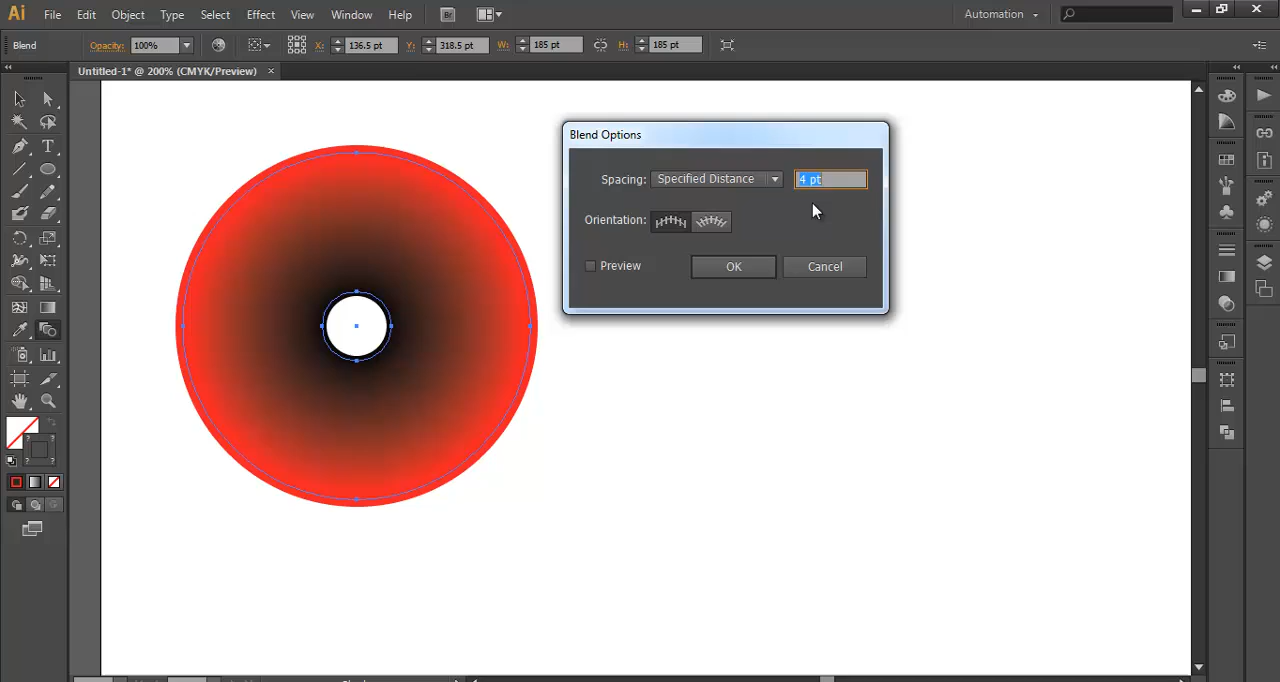 Ai File Edit Object Type Select Effect View Window Help Br Automation
Blend Opacity: 100% X: 136.5 pt Y: 318.5 pt W: 185 pt H: 185 pt
Untitled-1* @ 200% (CMYK/Preview) ×
Blend Options
Spacing: Specified Distance 4 pt
Orientation:
Preview OK Cancel